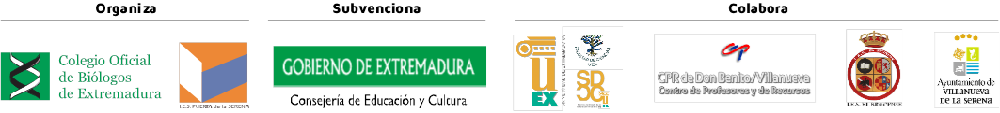 Organiza
Subvenciona
Colabora
Colegio Oficial
de Biólogos
de Extremadura
I.E.S. PUERTA de la SERENA
GOBIERNO DE EXTREMADURA
Consejería de Educación y Cultura
UEX
CPR de Don Benito/Villanueva
Centro de Profesores y de Recursos
Ayuntamiento de
VILLANUEVA
DE LA SERENA